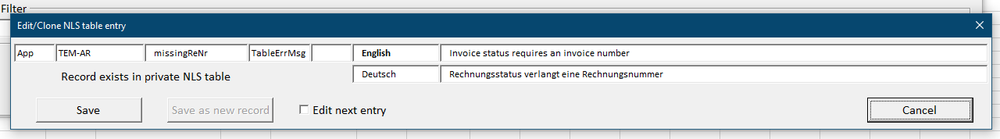 Filter
Edit/Clone NLS table entry
App TEM-AR missingReNr TableErrMsg English Invoice status requires an invoice number
Record exists in private NLS table Deutsch Rechnungsstatus verlangt eine Rechnungsnummer
Save Save as new record Edit next entry Cancel